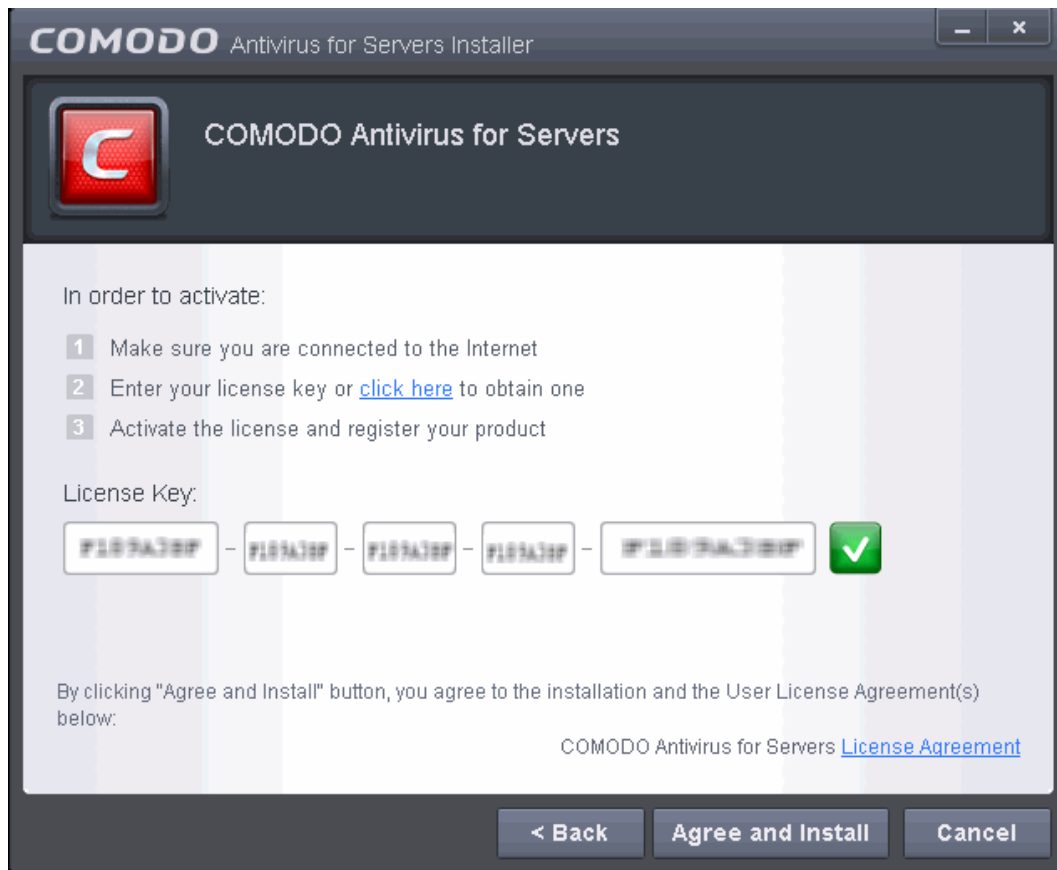 COMODO Antivirus for Servers Installer
COMODO Antivirus for Servers
In order to activate:
1 Make sure you are connected to the Internet
2 Enter your license key or click here to obtain one
3 Activate the license and register your product
License Key:
- - - -
By clicking "Agree and Install" button, you agree to the installation and the User License Agreement(s)
below:
COMODO Antivirus for Servers License Agreement
< Back Agree and Install Cancel